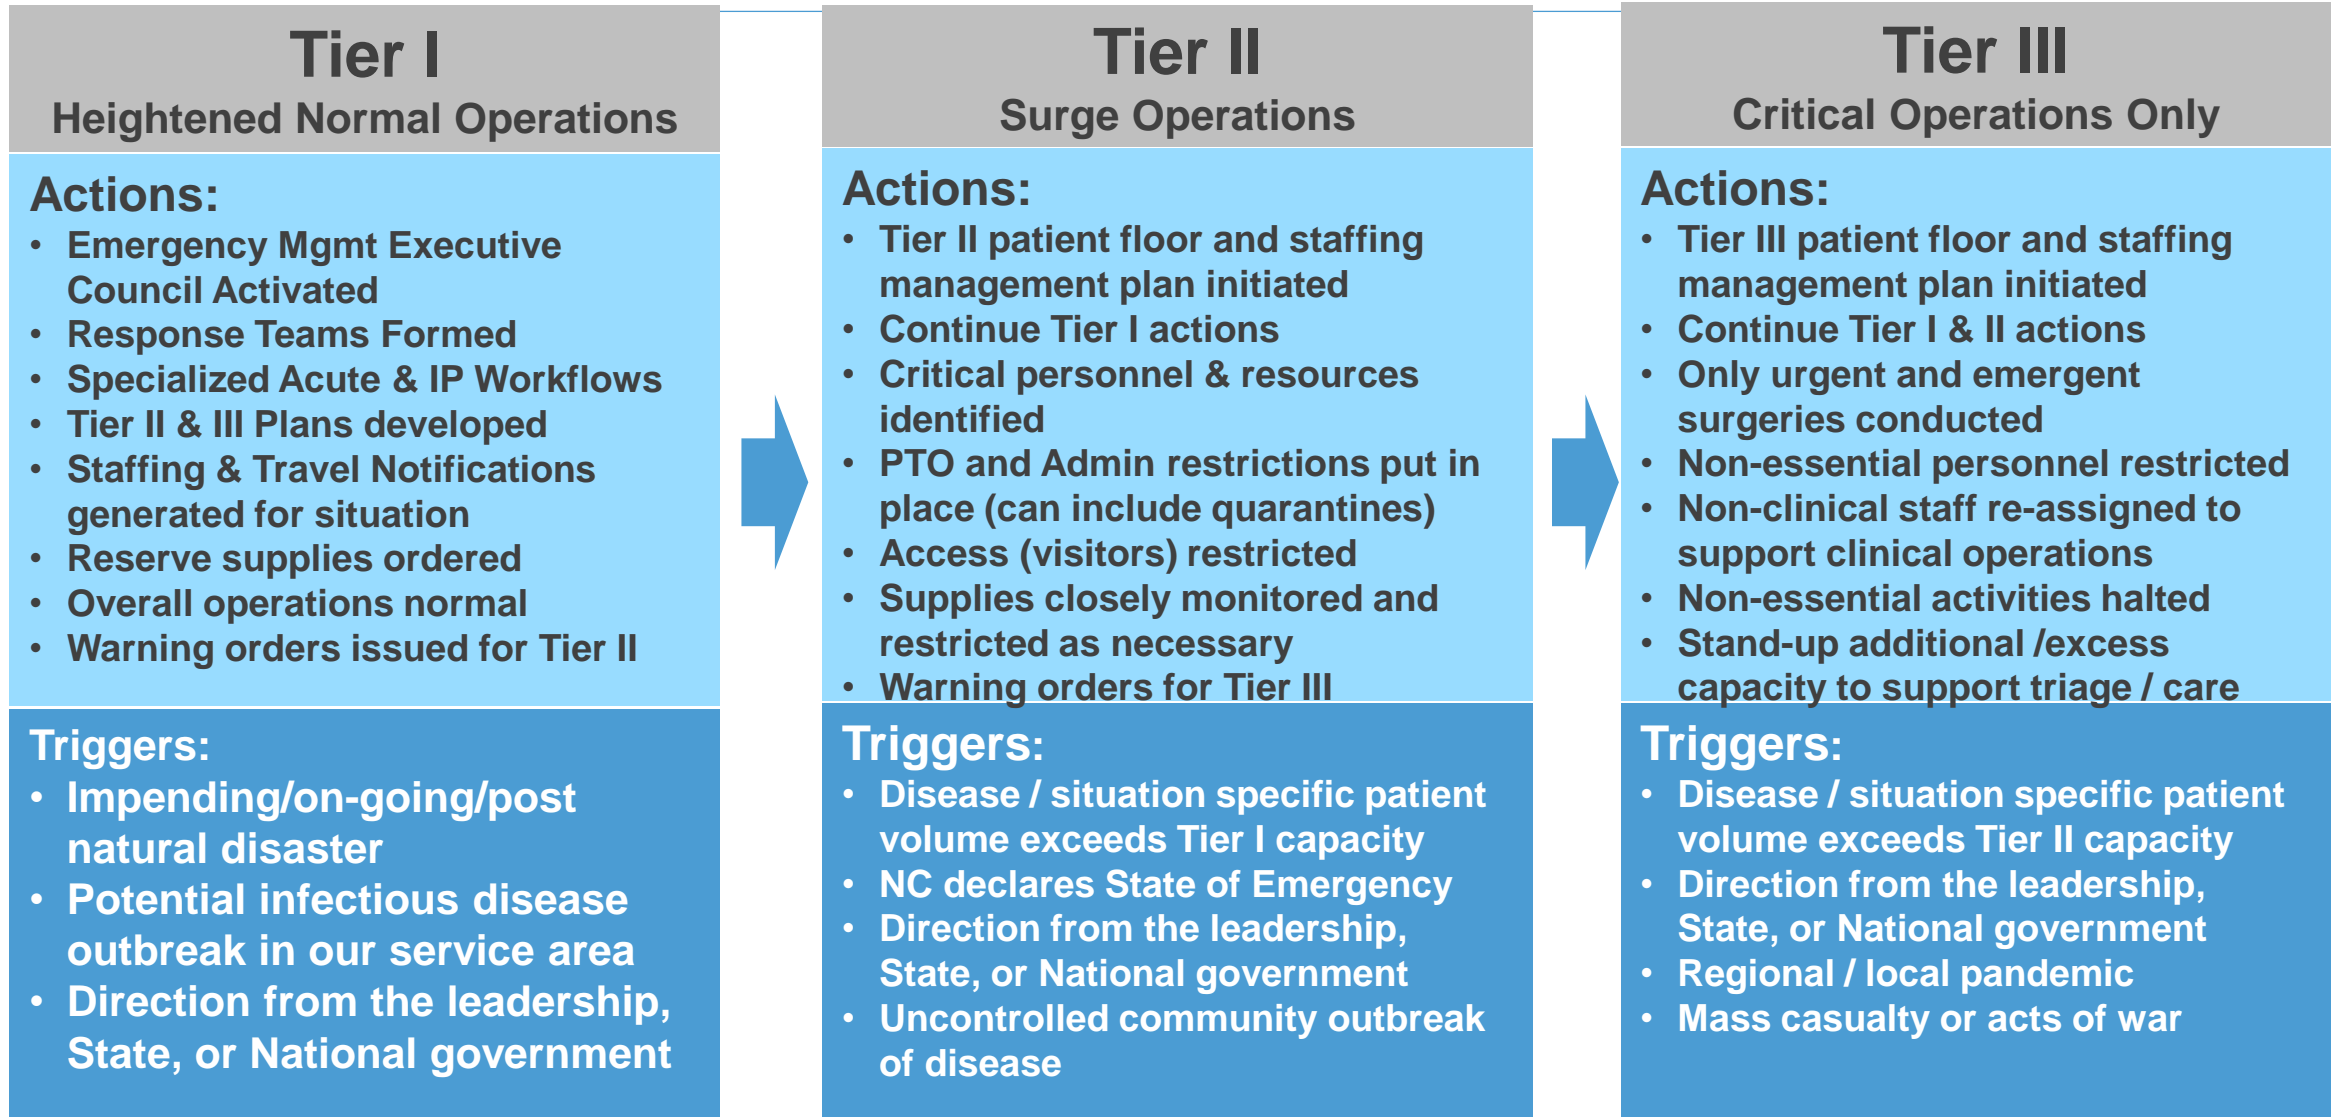 Tier I
Heightened Normal Operations
Actions:
• Emergency Mgmt Executive
Council Activated
• Response Teams Formed
• Specialized Acute & IP Workflows
• Tier II & III Plans developed
• Staffing & Travel Notifications
generated for situation
• Reserve supplies ordered
• Overall operations normal
• Warning orders issued for Tier II
Triggers:
• Impending/on-going/post
natural disaster
• Potential infectious disease
outbreak in our service area
• Direction from the leadership,
State, or National government
Tier II
Surge Operations
Actions:
• Tier II patient floor and staffing
management plan initiated
• Continue Tier I actions
• Critical personnel & resources
identified
• PTO and Admin restrictions put in
place (can include quarantines)
• Access (visitors) restricted
• Supplies closely monitored and
restricted as necessary
• Warning orders for Tier III
Triggers:
• Disease / situation specific patient
volume exceeds Tier I capacity
• NC declares State of Emergency
• Direction from the leadership,
State, or National government
• Uncontrolled community outbreak
of disease
Tier III
Critical Operations Only
Actions:
• Tier III patient floor and staffing
management plan initiated
• Continue Tier I & II actions
• Only urgent and emergent
surgeries conducted
• Non-essential personnel restricted
• Non-clinical staff re-assigned to
support clinical operations
• Non-essential activities halted
• Stand-up additional /excess
capacity to support triage / care
Triggers:
• Disease / situation specific patient
volume exceeds Tier II capacity
• Direction from the leadership,
State, or National government
• Regional / local pandemic
• Mass casualty or acts of war